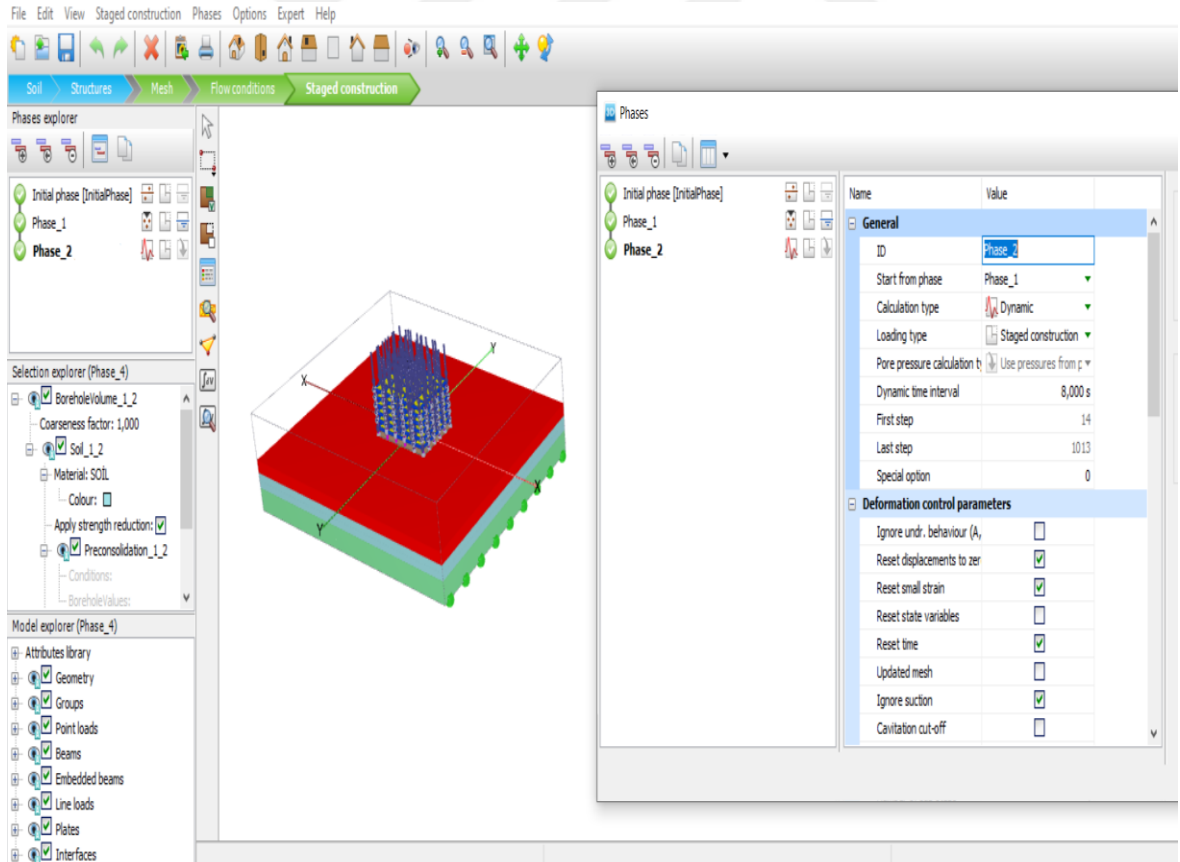 File Edit View Staged construction Phases Options Expert Help
Soil Structures Mesh Flow conditions Staged construction
Phases explorer
Initial phase [InitialPhase]
Phase_1
Phase_2
Selection explorer (Phase_4)
BoreholeVolume_1_2
Coarseness factor: 1,000
Soil_1_2
Material: SOİL
Colour:
Apply strength reduction:
Preconsolidation_1_2
Conditions:
BoreholeValues:
Model explorer (Phase_4)
Attributes library
Geometry
Groups
Point loads
Beams
Embedded beams
Line loads
Plates
Interfaces
X
Y
X
Y
3D Phases
Initial phase [InitialPhase]
Phase_1
Phase_2
Name Value
General
ID Phase_2
Start from phase Phase_1
Calculation type Dynamic
Loading type Staged construction
Pore pressure calculation t Use pressures from p
Dynamic time interval 8,000 s
First step 14
Last step 1013
Special option 0
Deformation control parameters
Ignore undr. behaviour (A,
Reset displacements to zer
Reset small strain
Reset state variables
Reset time
Updated mesh
Ignore suction
Cavitation cut-off